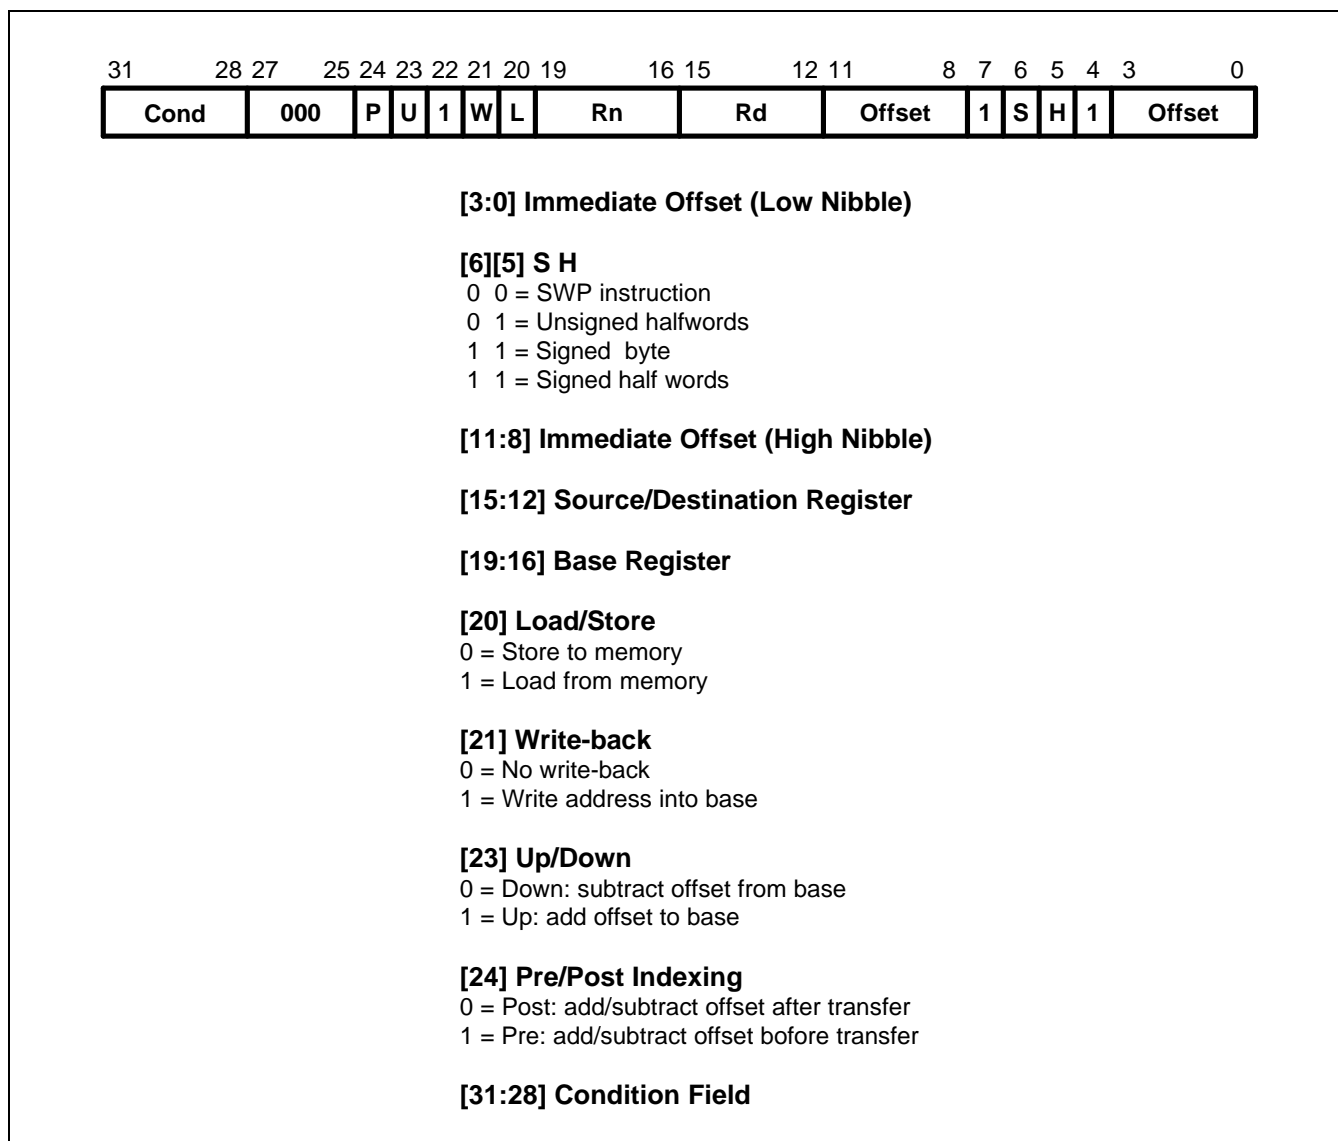 31 28 27 25 24 23 22 21 20 19 16 15 12 11 8 7 6 5 4 3 0
Cond 000 P U 1 W L Rn Rd Offset 1 S H 1 Offset
[3:0] Immediate Offset (Low Nibble)
[6][5] S H
0 0 = SWP instruction
0 1 = Unsigned halfwords
1 1 = Signed byte
1 1 = Signed half words
[11:8] Immediate Offset (High Nibble)
[15:12] Source/Destination Register
[19:16] Base Register
[20] Load/Store
0 = Store to memory
1 = Load from memory
[21] Write-back
0 = No write-back
1 = Write address into base
[23] Up/Down
0 = Down: subtract offset from base
1 = Up: add offset to base
[24] Pre/Post Indexing
0 = Post: add/subtract offset after transfer
1 = Pre: add/subtract offset bofore transfer
[31:28] Condition Field